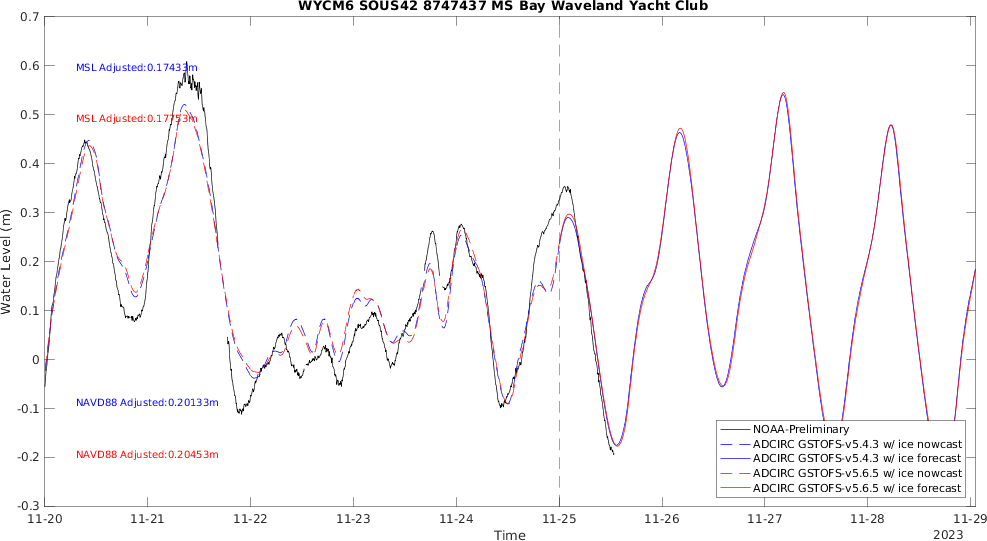 WYCM6 SOUS42 8747437 MS Bay Waveland Yacht Club
0.7
0.6
0.5
0.4
0.3
0.2
0.1
0
-0.1
-0.2
-0.3
Water Level (m)
MSL Adjusted:0.17433m
MSL Adjusted:0.17753m
NAVD88 Adjusted:0.20133m
NAVD88 Adjusted:0.20453m
NOAA-Preliminary
ADCIRC GSTOFS-v5.4.3 w/ ice nowcast
ADCIRC GSTOFS-v5.4.3 w/ ice forecast
ADCIRC GSTOFS-v5.6.5 w/ ice nowcast
ADCIRC GSTOFS-v5.6.5 w/ ice forecast
11-20 11-21 11-22 11-23 11-24 11-25 11-26 11-27 11-28 11-29
Time
2023